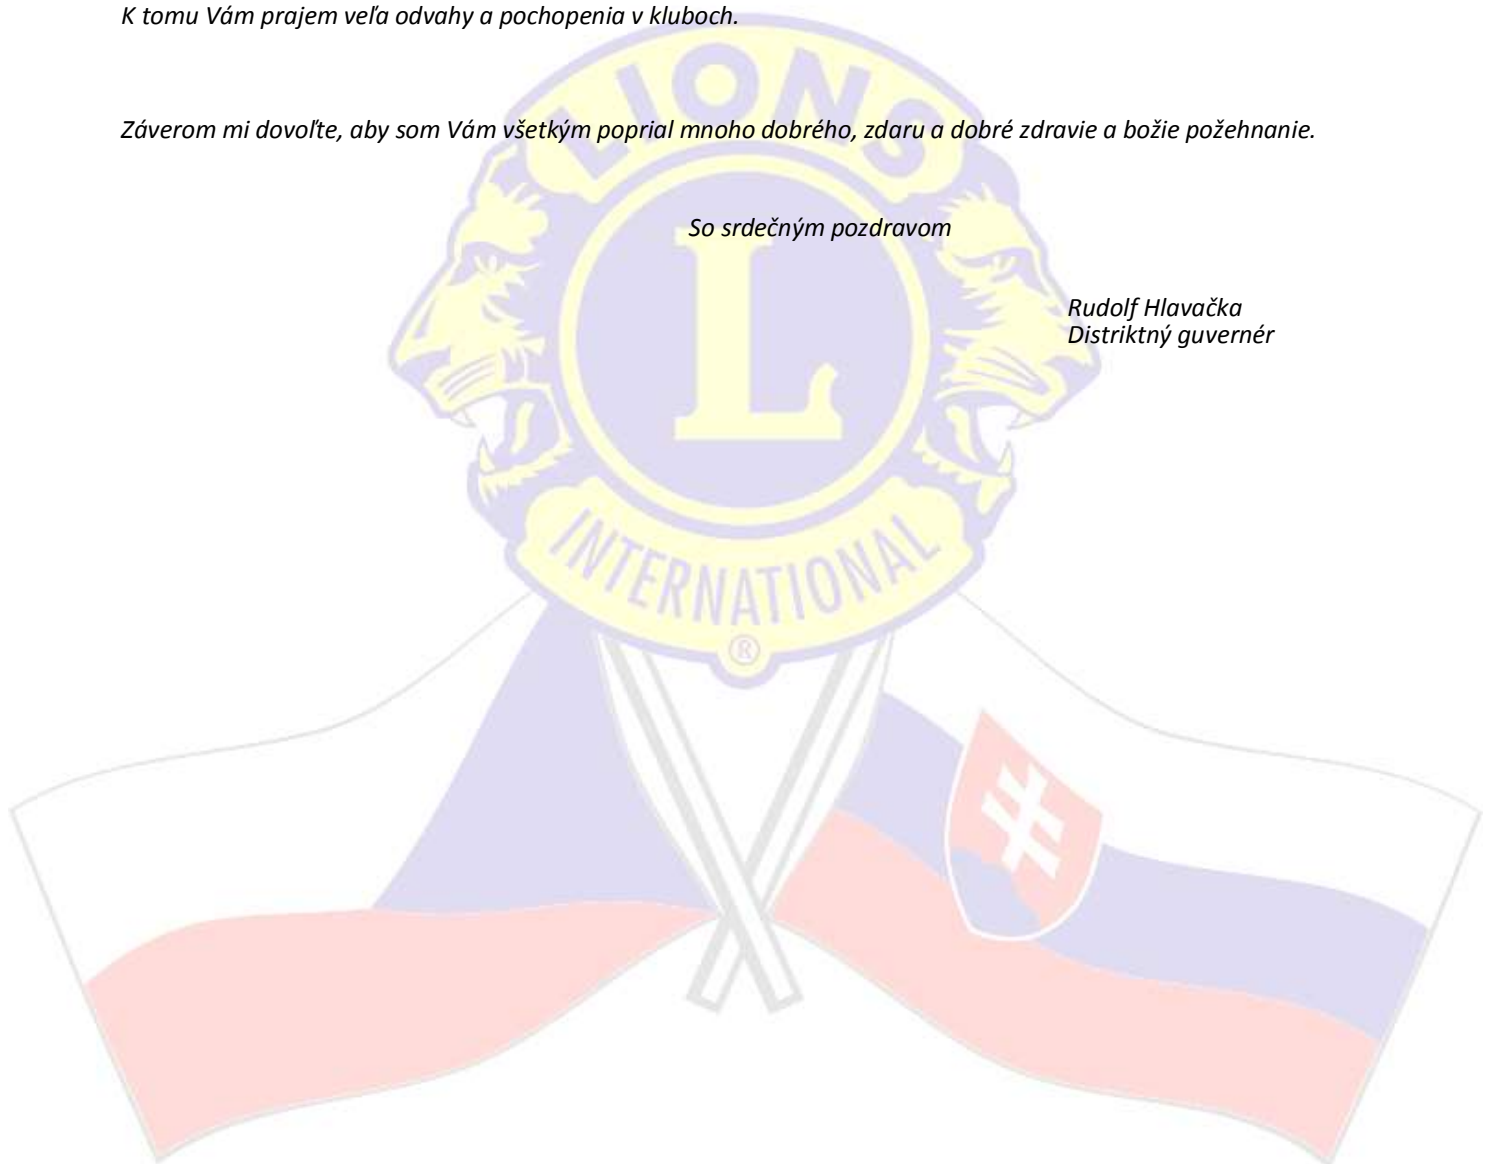 K tomu Vám prajem veľa odvahy a pochopenia v kluboch.
Záverom mi dovoľte, aby som Vám všetkým poprial mnoho dobrého, zdaru a dobré zdravie a božie požehnanie.
So srdečným pozdravom
Rudolf Hlavačka
Distriktný guvernér
LIONS
L
INTERNATIONAL
®